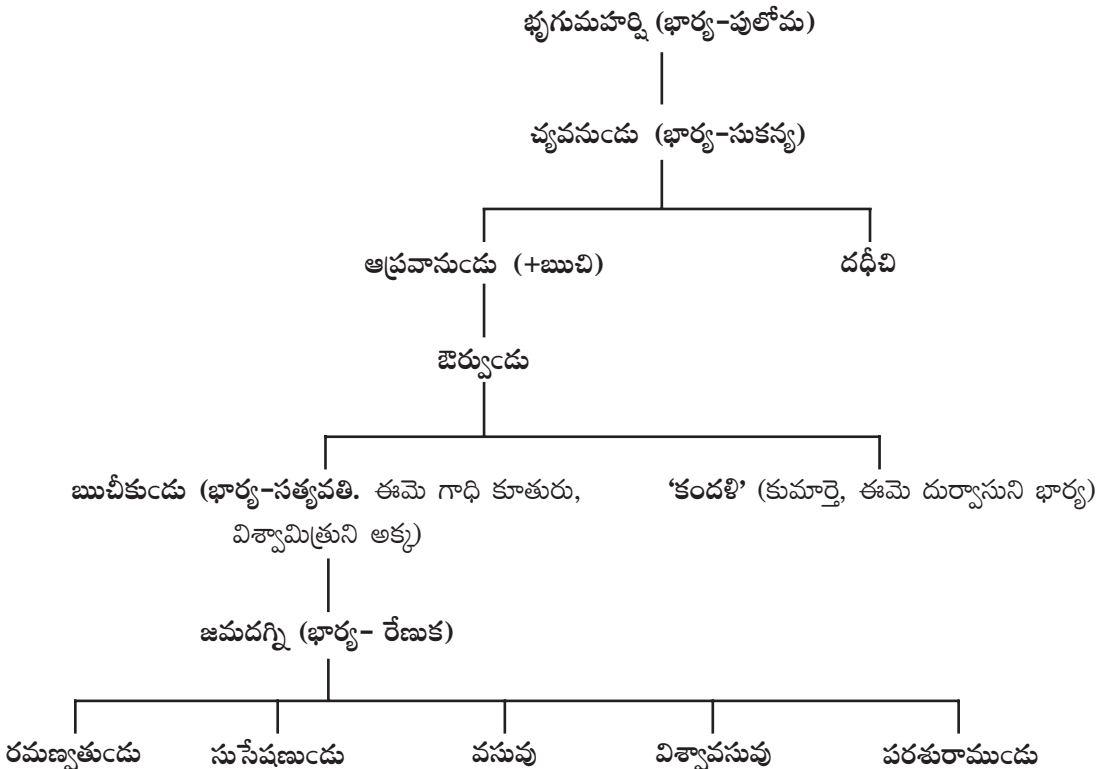 భృగుమహర్షి (భార్య-పులోమ)
చ్యవనుఁడు (భార్య-సుకన్య)
ఆప్రవానుఁడు (+ఋచి) దధీచి
ఔర్వుఁడు
ఋచీకుఁడు (భార్య-సత్యవతి. ఈమె గాధి కూతురు, 'కందళి' (కుమార్తె, ఈమె దుర్వాసుని భార్య)
విశ్వామిత్రుని అక్క)
జమదగ్ని (భార్య- రేణుక)
రమణ్వతుఁడు సుసేషణుఁడు వసువు విశ్వావసువు పరశురాముఁడు